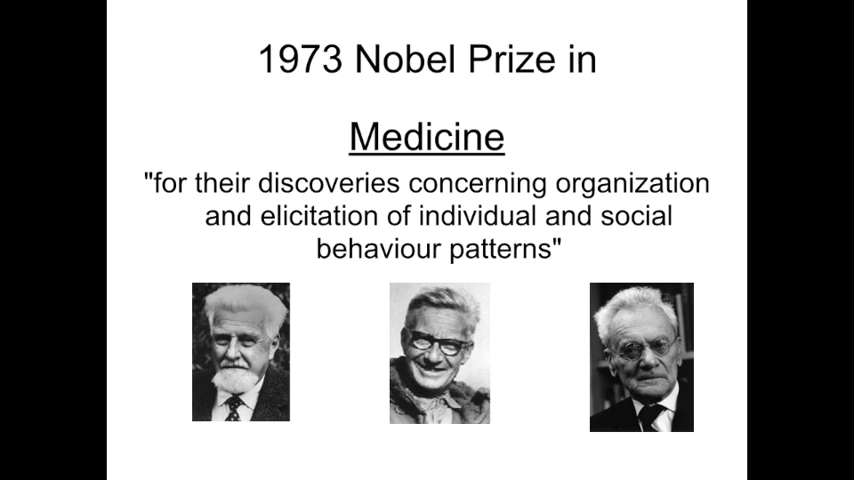 1973 Nobel Prize in
Medicine
"for their discoveries concerning organization
and elicitation of individual and social
behaviour patterns"